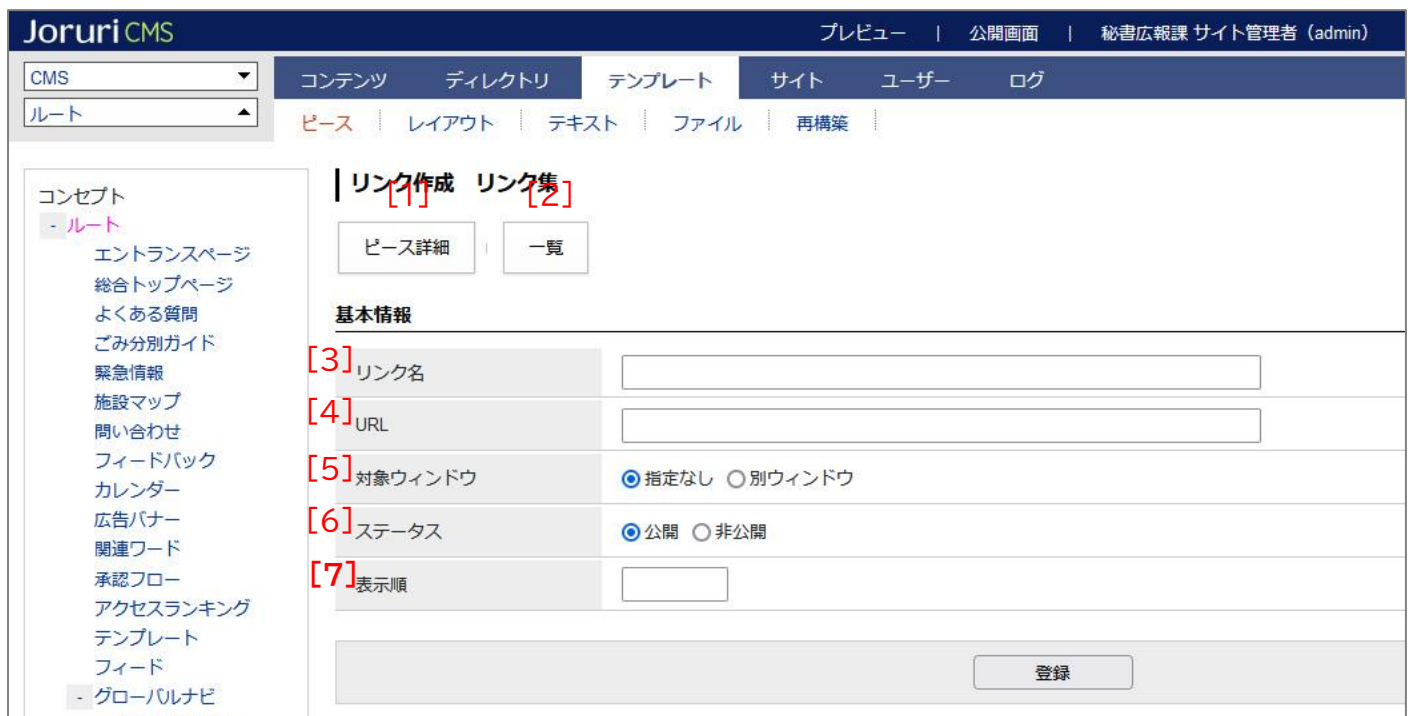 Joruri CMS プレビュー | 公開画面 | 秘書広報課 サイト管理者（admin）
CMS
ルート
コンテンツ ディレクトリ テンプレート サイト ユーザー ログ
ピース レイアウト テキスト ファイル 再構築
コンセプト
- ルート
エントランスページ
総合トップページ
よくある質問
ごみ分別ガイド
緊急情報
施設マップ
問い合わせ
フィードバック
カレンダー
広告バナー
関連ワード
承認フロー
アクセスランキング
テンプレート
フィード
- グローバルナビ
リンク作成 リンク集
[1] [2]
ピース詳細 一覧
基本情報
[3] リンク名
[4] URL
[5] 対象ウィンドウ 指定なし 別ウィンドウ
[6] ステータス 公開 非公開
[7] 表示順
登録